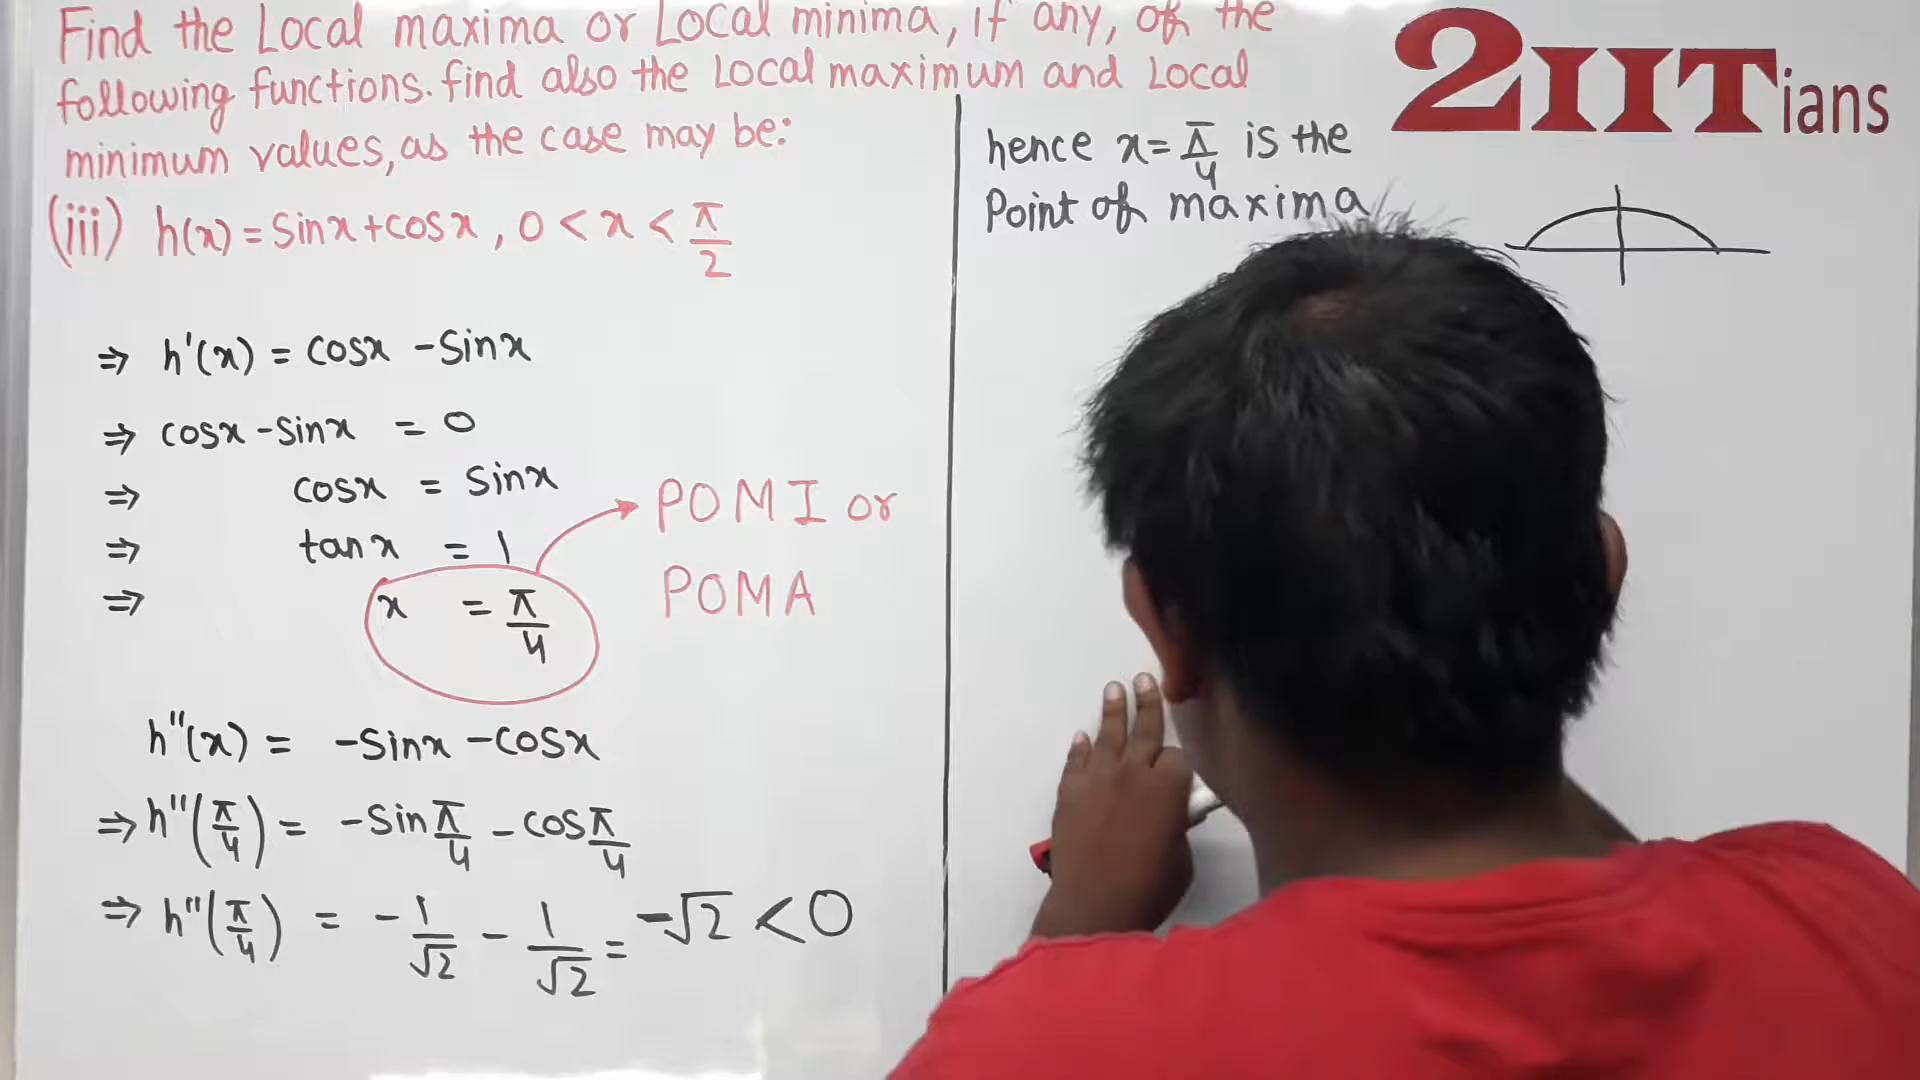 Find the Local maxima or Local minima, if any, of the
following functions. find also the Local maximum and Local
minimum values, as the case may be:
(iii) h(x) = sinx + cosx, 0 < x < π/2
⇒ h'(x) = cosx - sinx
⇒ cosx - sinx = 0
⇒ cosx = sinx
⇒ tanx = 1
⇒ x = π/4
POMI or
POMA
h''(x) = -sinx - cosx
⇒ h''(π/4) = -sin π/4 - cos π/4
⇒ h''(π/4) = -1/√2 - 1/√2 = -√2 < 0
hence x = π/4 is the
Point of maxima
2IITians